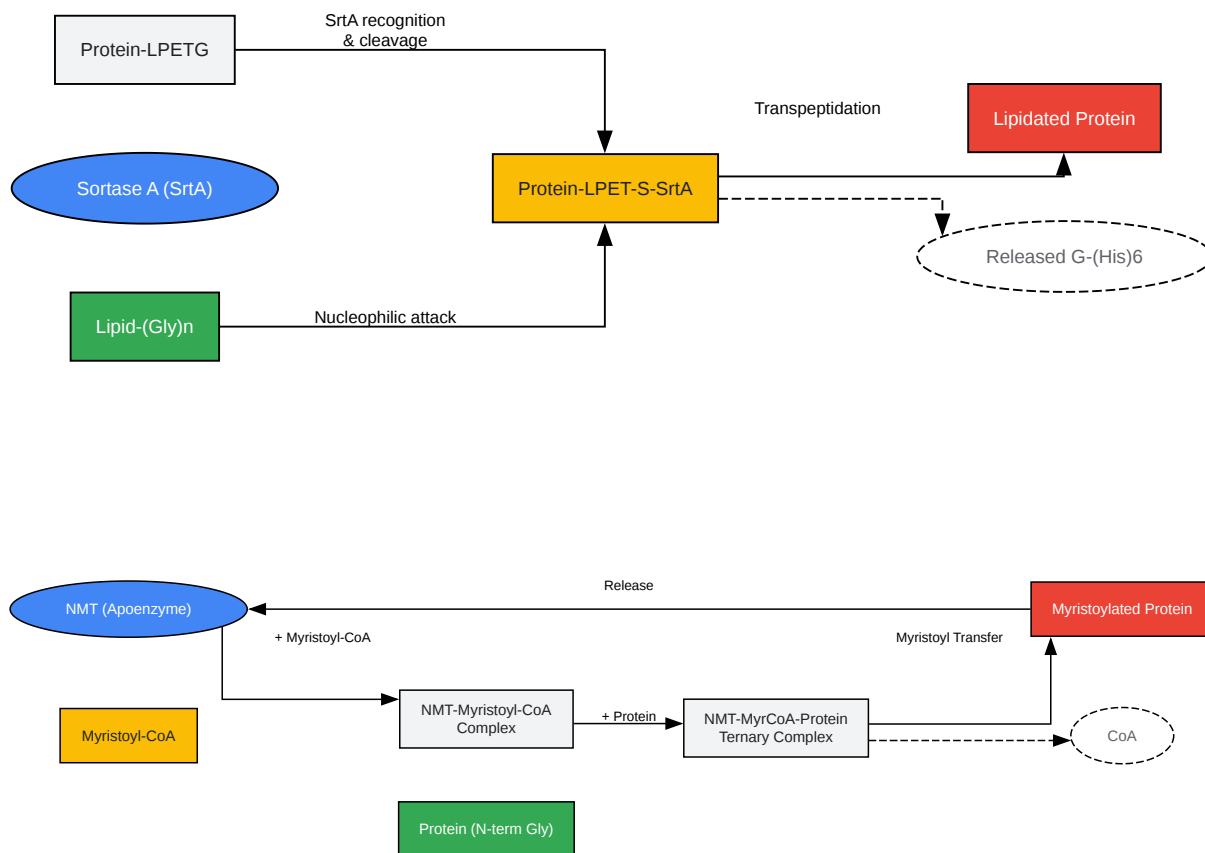 SrtA recognition
& cleavage
Protein-LPETG
Transpeptidation
Lipidated Protein
Sortase A (SrtA)
Protein-LPET-S-SrtA
Released G-(His)6
Lipid-(Gly)n
Nucleophilic attack
Release
NMT (Apoenzyme)
Myristoylated Protein
+ Myristoyl-CoA
Myristoyl Transfer
NMT-Myristoyl-CoA
Complex
+ Protein
NMT-MyrCoA-Protein
Ternary Complex
Myristoyl-CoA
CoA
Protein (N-term Gly)